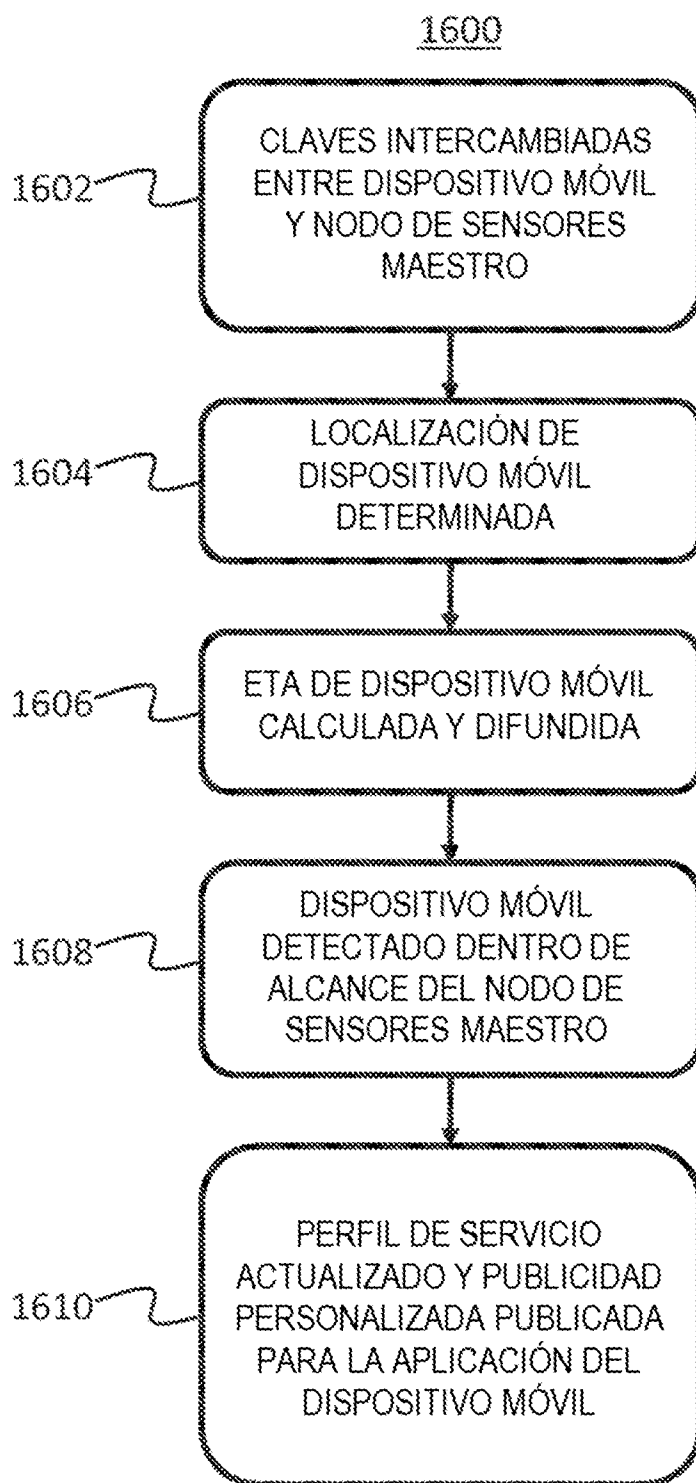 1600
1602
CLAVES INTERCAMBIADAS
ENTRE DISPOSITIVO MÓVIL
Y NODO DE SENSORES
MAESTRO
1604
LOCALIZACIÓN DE
DISPOSITIVO MÓVIL
DETERMINADA
1606
ETA DE DISPOSITIVO MÓVIL
CALCULADA Y DIFUNDIDA
1608
DISPOSITIVO MÓVIL
DETECTADO DENTRO DE
ALCANCE DEL NODO DE
SENSORES MAESTRO
1610
PERFIL DE SERVICIO
ACTUALIZADO Y PUBLICIDAD
PERSONALIZADA PUBLICADA
PARA LA APLICACIÓN DEL
DISPOSITIVO MÓVIL